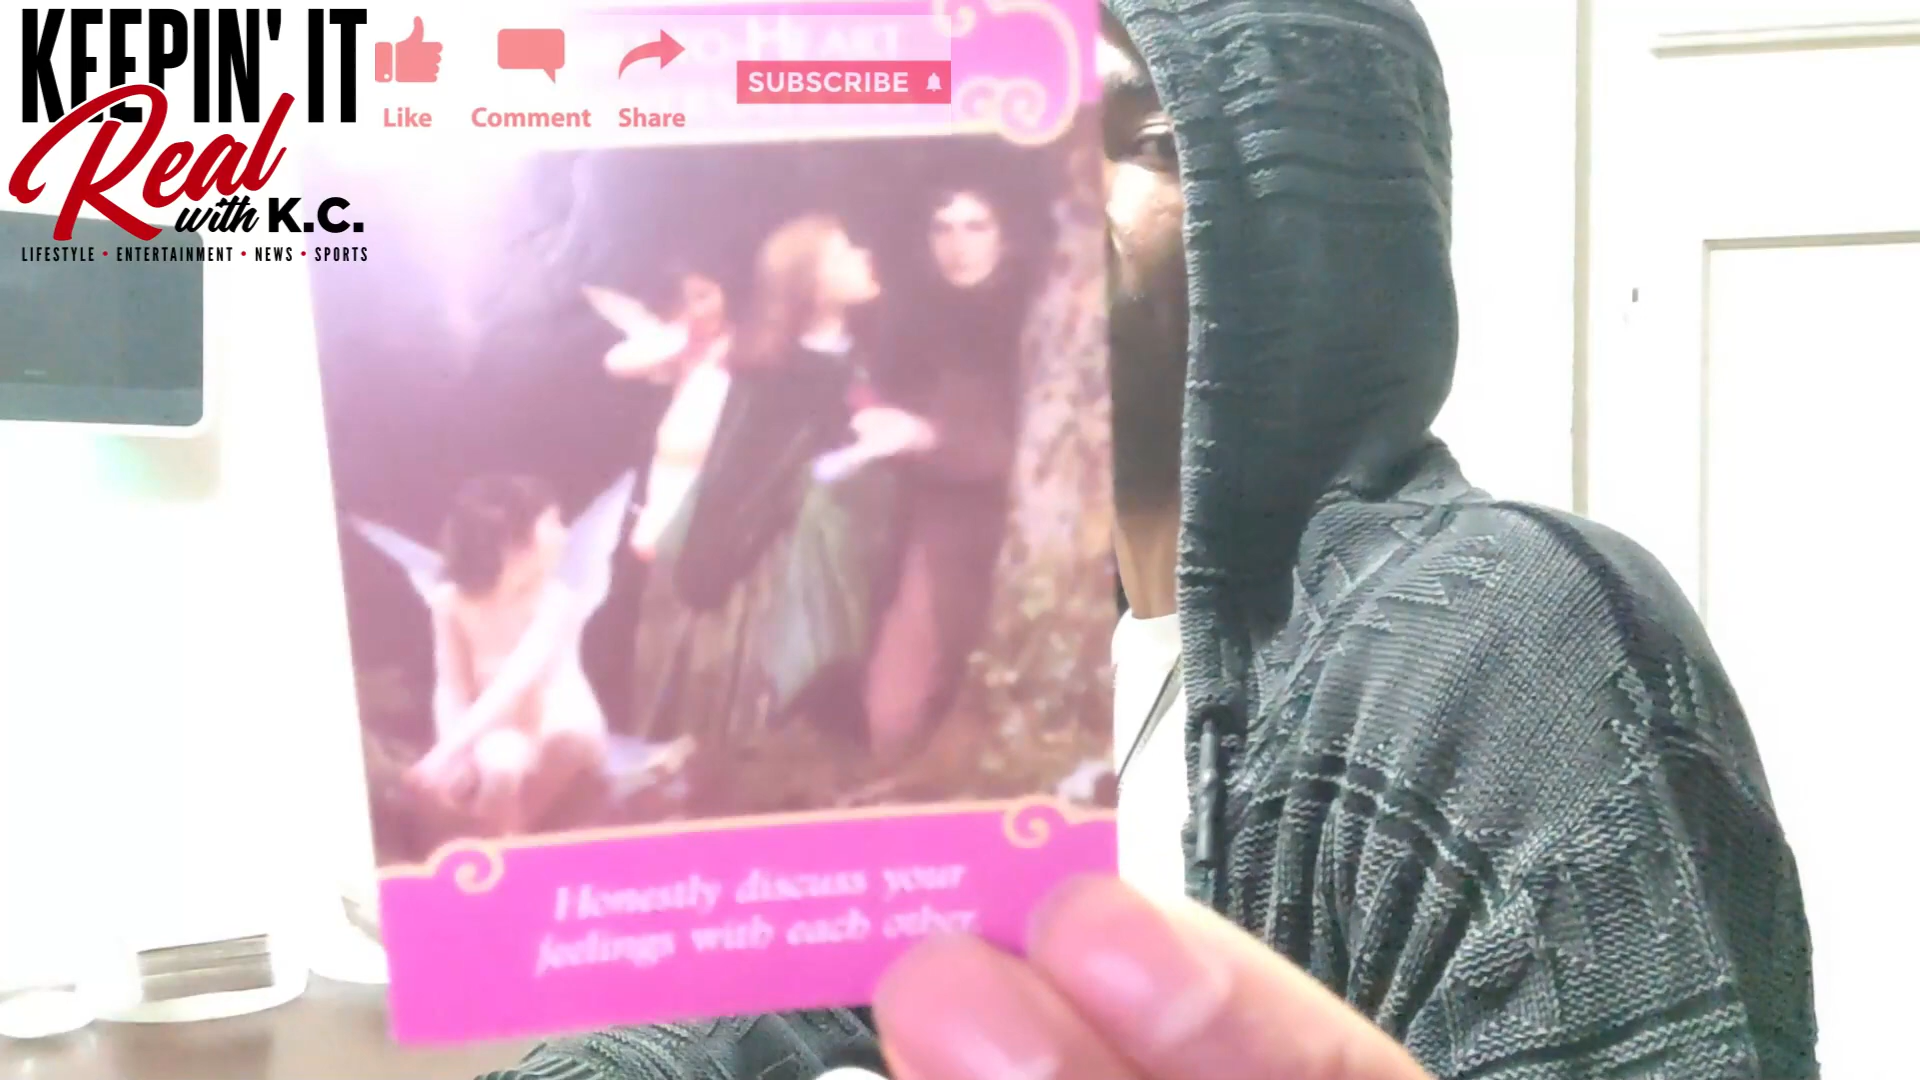 KEEPIN' IT
Real
with K.C.
LIFESTYLE • ENTERTAINMENT • NEWS • SPORTS
Like Comment Share
SUBSCRIBE
HEART
Honestly discuss your
feelings with each other